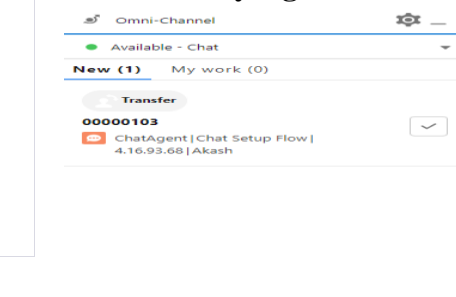 Omni-Channel
Available - Chat
New (1) My work (0)
Transfer
00000103
ChatAgent|Chat Setup Flow|
4.16.93.68|Akash